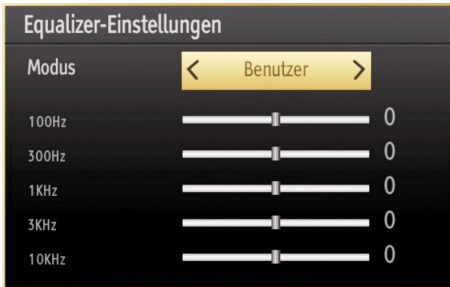 Equalizer-Einstellungen
Modus < Benutzer >
100Hz 0
300Hz 0
1KHz 0
3KHz 0
10KHz 0